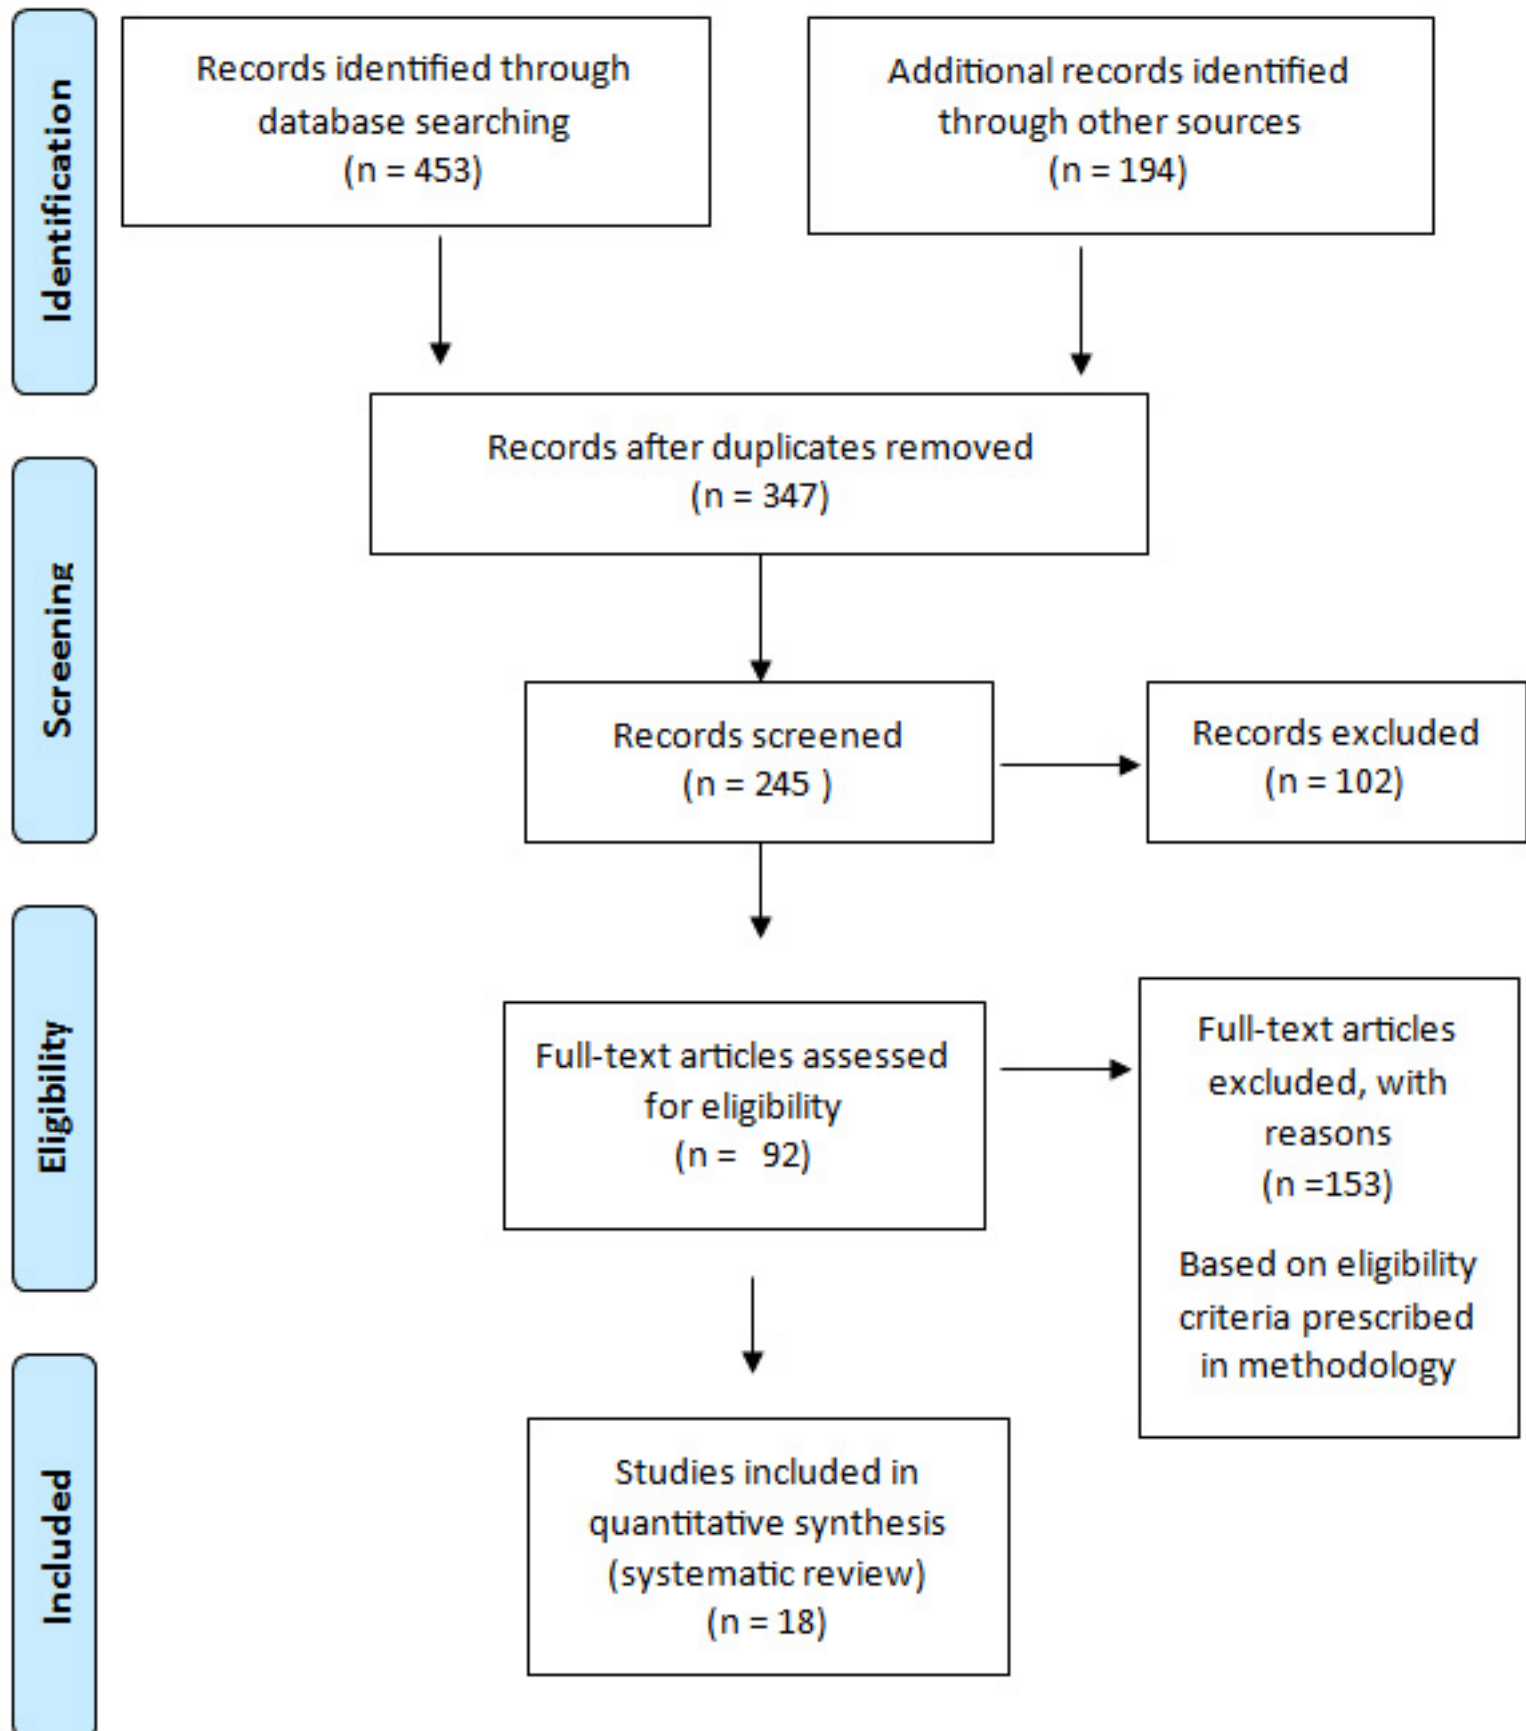 Identification
Records identified through
database searching
(n = 453)
Additional records identified
through other sources
(n = 194)
Records after duplicates removed
(n = 347)
Screening
Records screened
(n = 245 )
Records excluded
(n = 102)
Eligibility
Full-text articles assessed
for eligibility
(n =   92)
Full-text articles
excluded, with
reasons
(n =153)
Based on eligibility
criteria prescribed
in methodology
Included
Studies included in
quantitative synthesis
(systematic review)
(n = 18)